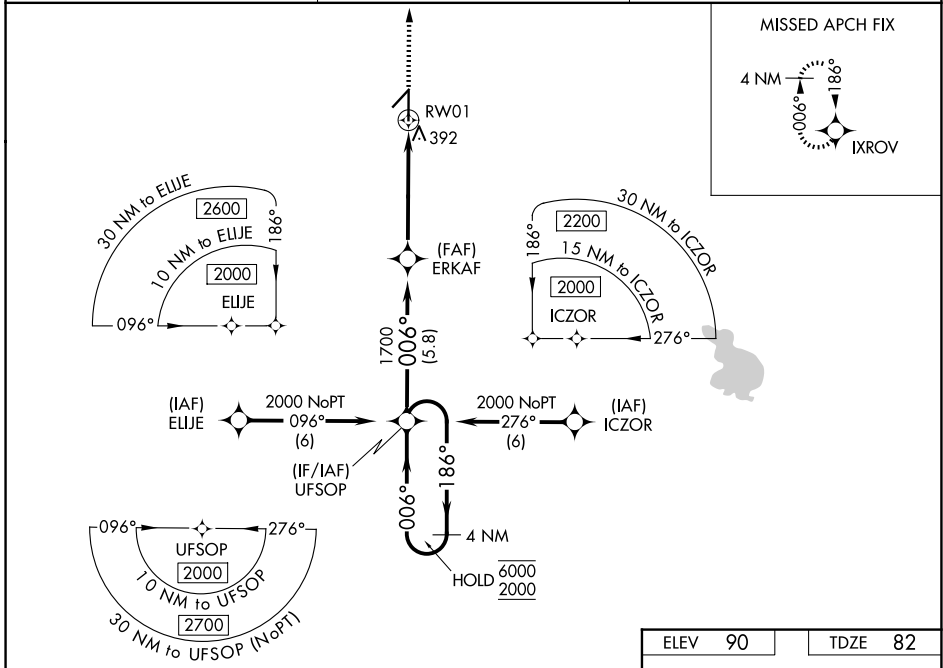 MISSED APCH FIX
4 NM
186°
006°
IXROV
RW01
392
30 NM to ELIJE
2600
186°
10 NM to ELIJE
2000
ELIJE
096°
(FAF)
ERKAF
30 NM to ICZOR
2200
186°
15 NM to ICZOR
2000
ICZOR
276°
1700
006°
(5.8)
(IAF)
ELIJE
2000 NoPT
096°
(6)
2000 NoPT
276°
(6)
(IAF)
ICZOR
(IF/IAF)
UFSOP
006°
186°
4 NM
HOLD 6000
2000
096°
276°
UFSOP
2000
10 NM to UFSOP
2700
30 NM to UFSOP (NoPT)
ELEV 90
TDZE 82